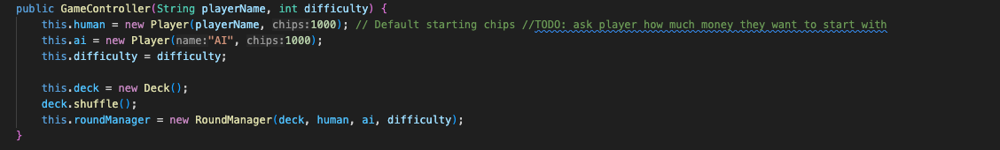 public GameController(String playerName, int difficulty) {
this.human = new Player(playerName, chips:1000); // Default starting chips //TODO: ask player how much money they want to start with
this.ai = new Player(name:"AI", chips:1000);
this.difficulty = difficulty;
this.deck = new Deck();
deck.shuffle();
this.roundManager = new RoundManager(deck, human, ai, difficulty);
}